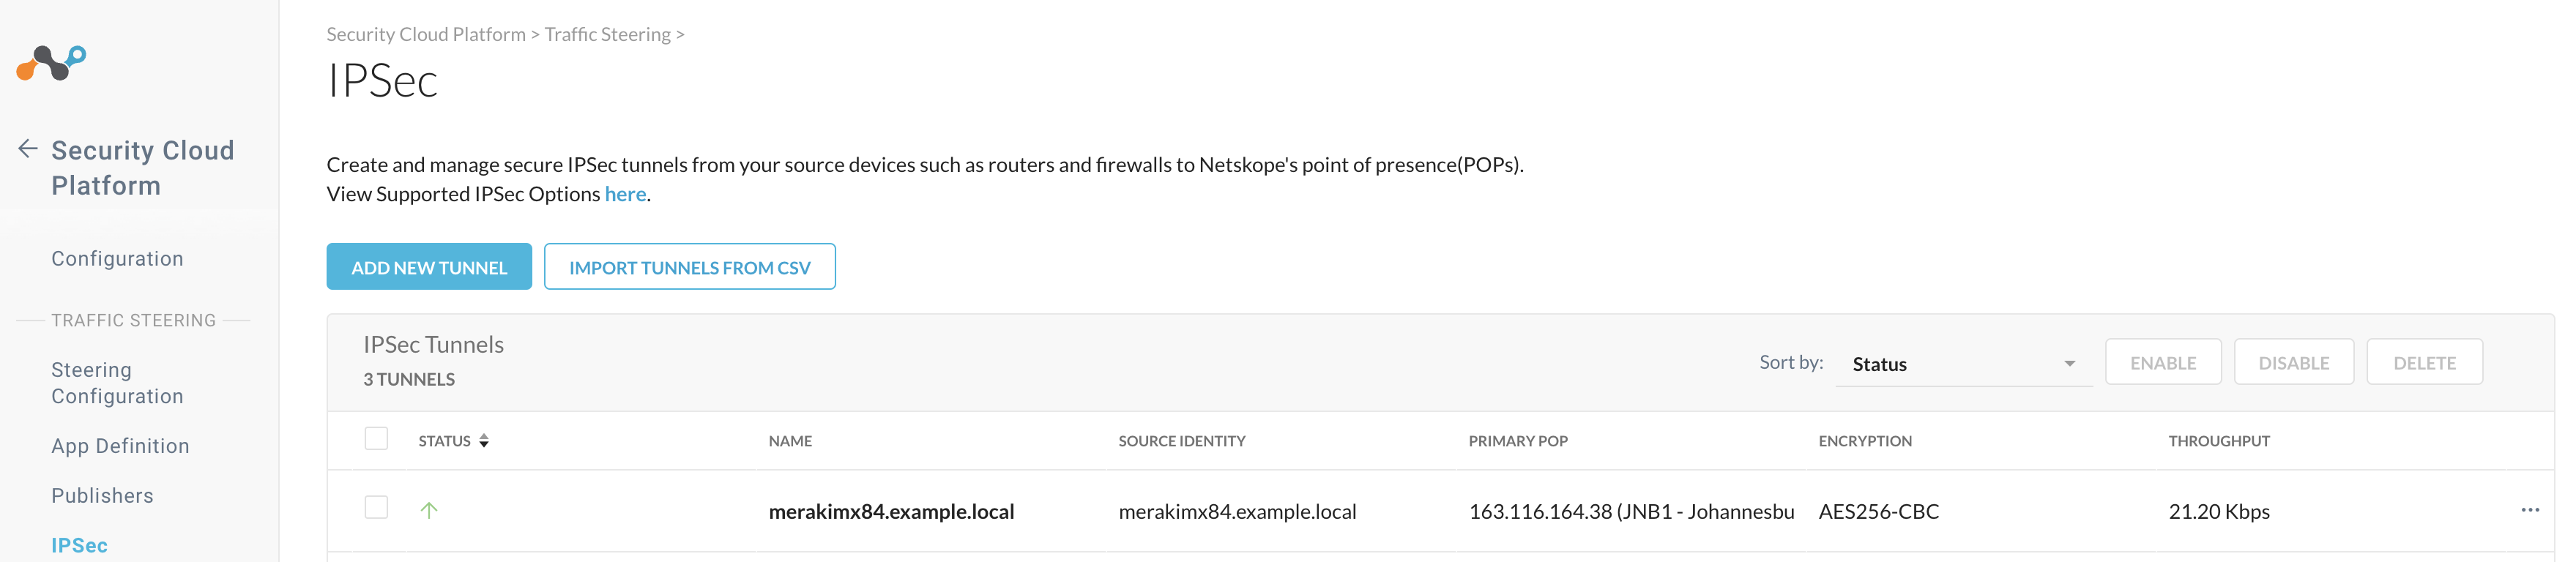 Security Cloud Platform > Traffic Steering >
IPSec
Security Cloud
Platform
Configuration
TRAFFIC STEERING
Steering
Configuration
App Definition
Publishers
IPSec
Create and manage secure IPSec tunnels from your source devices such as routers and firewalls to Netskope's point of presence(POPs).
View Supported IPSec Options here.
ADD NEW TUNNEL IMPORT TUNNELS FROM CSV
IPSec Tunnels
3 TUNNELS
Sort by: Status ENABLE DISABLE DELETE
STATUS NAME SOURCE IDENTITY PRIMARY POP ENCRYPTION THROUGHPUT
merakimx84.example.local merakimx84.example.local 163.116.164.38 (JNB1 - Johannesbu AES256-CBC 21.20 Kbps ...